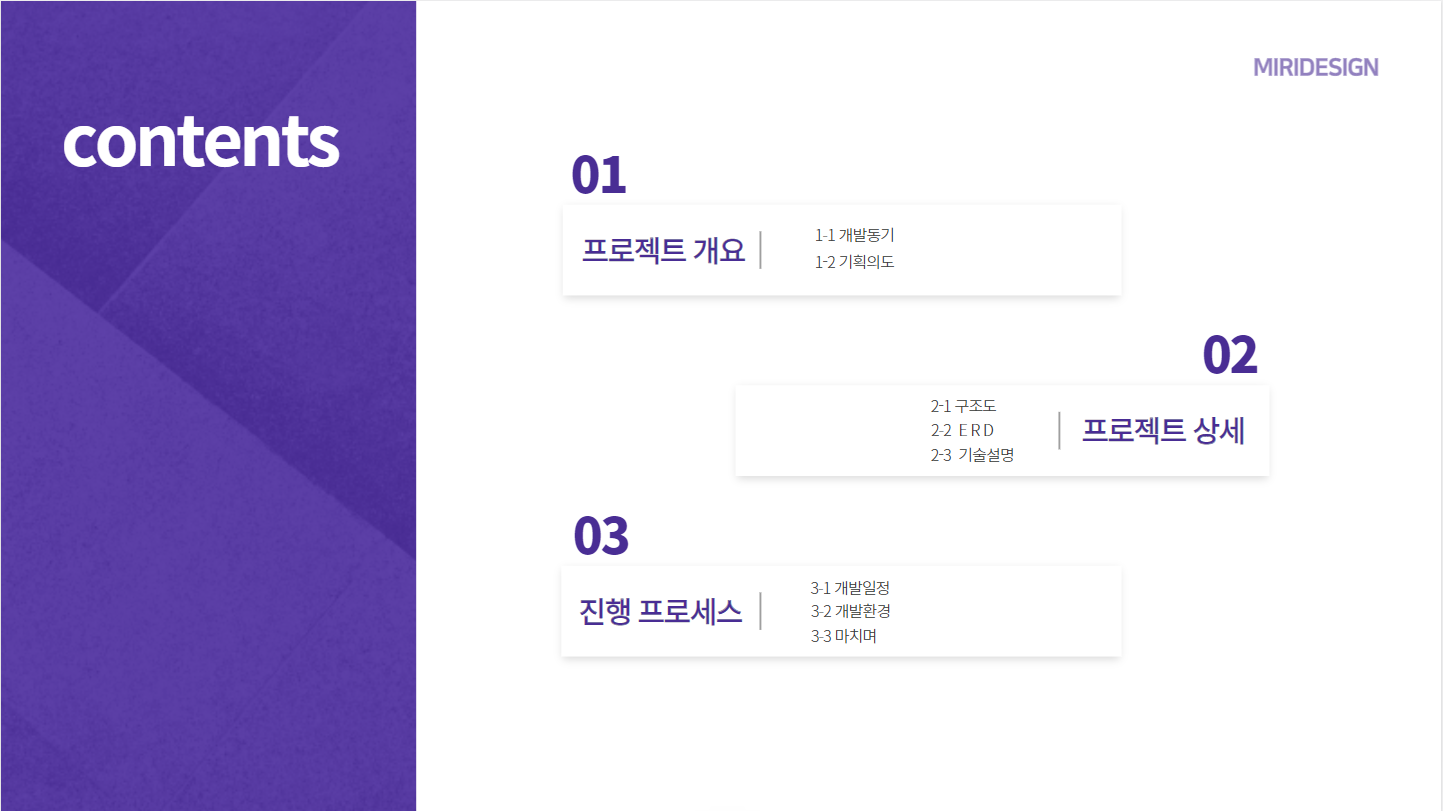 contents
MIRIDESIGN
01
프로젝트 개요
1-1 개발동기
1-2 기획의도
02
2-1 구조도
2-2 E R D
2-3 기술설명
프로젝트 상세
03
진행 프로세스
3-1 개발일정
3-2 개발환경
3-3 마치며